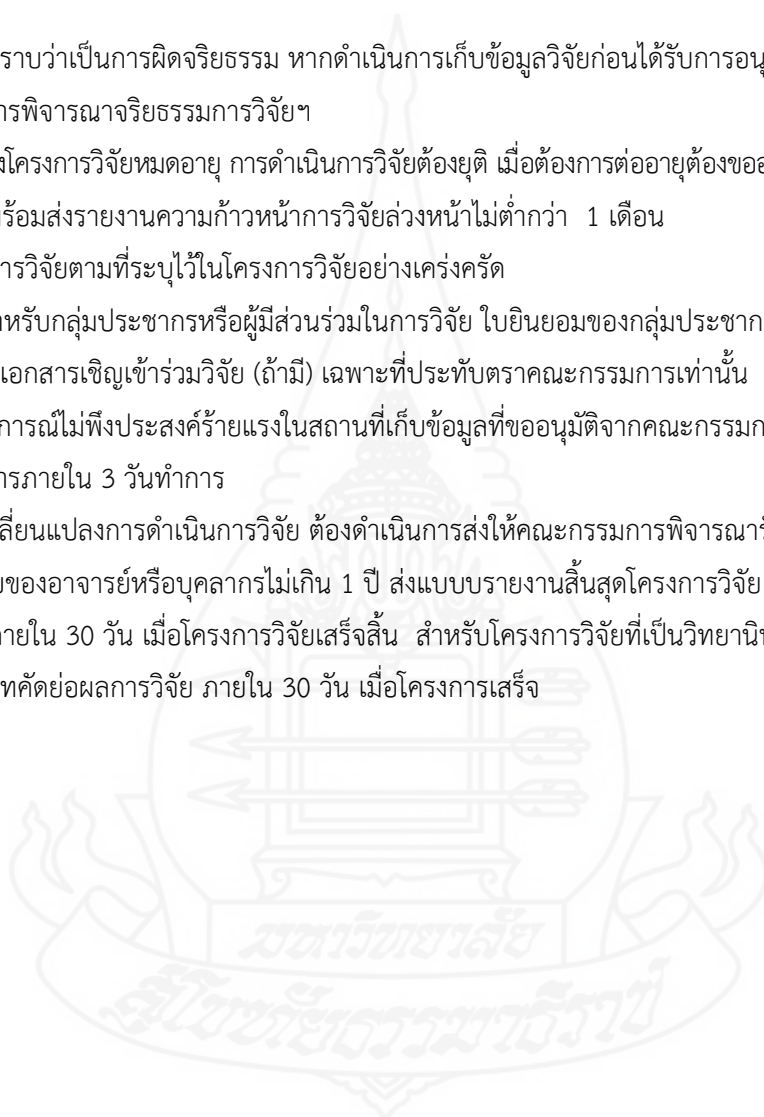 ราบว่าเป็นการผิดจริยธรรม หากดำเนินการเก็บข้อมูลวิจัยก่อนได้รับการอนุ
ารพิจารณาจริยธรรมการวิจัยฯ
งโครงการวิจัยหมดอายุ การดำเนินการวิจัยต้องยุติ เมื่อต้องการต่ออายุต้องขออ
ร้อมส่งรายงานความก้าวหน้าการวิจัยล่วงหน้าไม่ต่ำกว่า 1 เดือน
ารวิจัยตามที่ระบุไว้ในโครงการวิจัยอย่างเคร่งครัด
าหรับกลุ่มประชากรหรือผู้มีส่วนร่วมในการวิจัย ใบยินยอมของกลุ่มประชาก
เอกสารเชิญเข้าร่วมวิจัย (ถ้ามี) เฉพาะที่ประทับตราคณะกรรมการเท่านั้น
การณ์ไม่พึงประสงค์ร้ายแรงในสถานที่เก็บข้อมูลที่ขออนุมัติจากคณะกรรมก
ารภายใน 3 วันทำการ
ลี่ยนแปลงการดำเนินการวิจัย ต้องดำเนินการส่งให้คณะกรรมการพิจารณารั
ยของอาจารย์หรือบุคลากรไม่เกิน 1 ปี ส่งแบบบรายงานสิ้นสุดโครงการวิจัย
ายใน 30 วัน เมื่อโครงการวิจัยเสร็จสิ้น สำหรับโครงการวิจัยที่เป็นวิทยานิพ
ทคัดย่อผลการวิจัย ภายใน 30 วัน เมื่อโครงการเสร็จ
มหาวิทยาลัย
สุโขทัยธรรมาธิราช